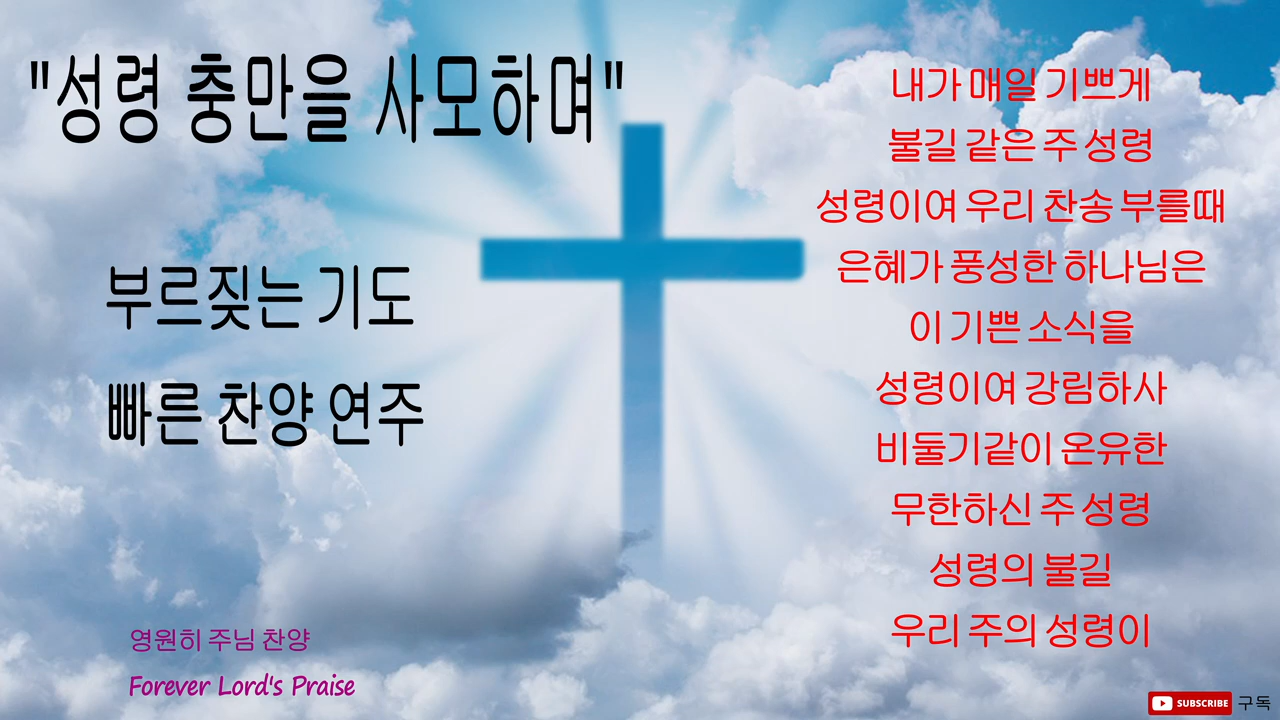 "성령 충만을 사모하며"
부르짖는 기도
빠른 찬양 연주
영원히 주님 찬양
Forever Lord's Praise
내가 매일 기쁘게
불길 같은 주 성령
성령이여 우리 찬송 부를때
은혜가 풍성한 하나님은
이 기쁜 소식을
성령이여 강림하사
비둘기같이 온유한
무한하신 주 성령
성령의 불길
우리 주의 성령이
SUBSCRIBE 구독